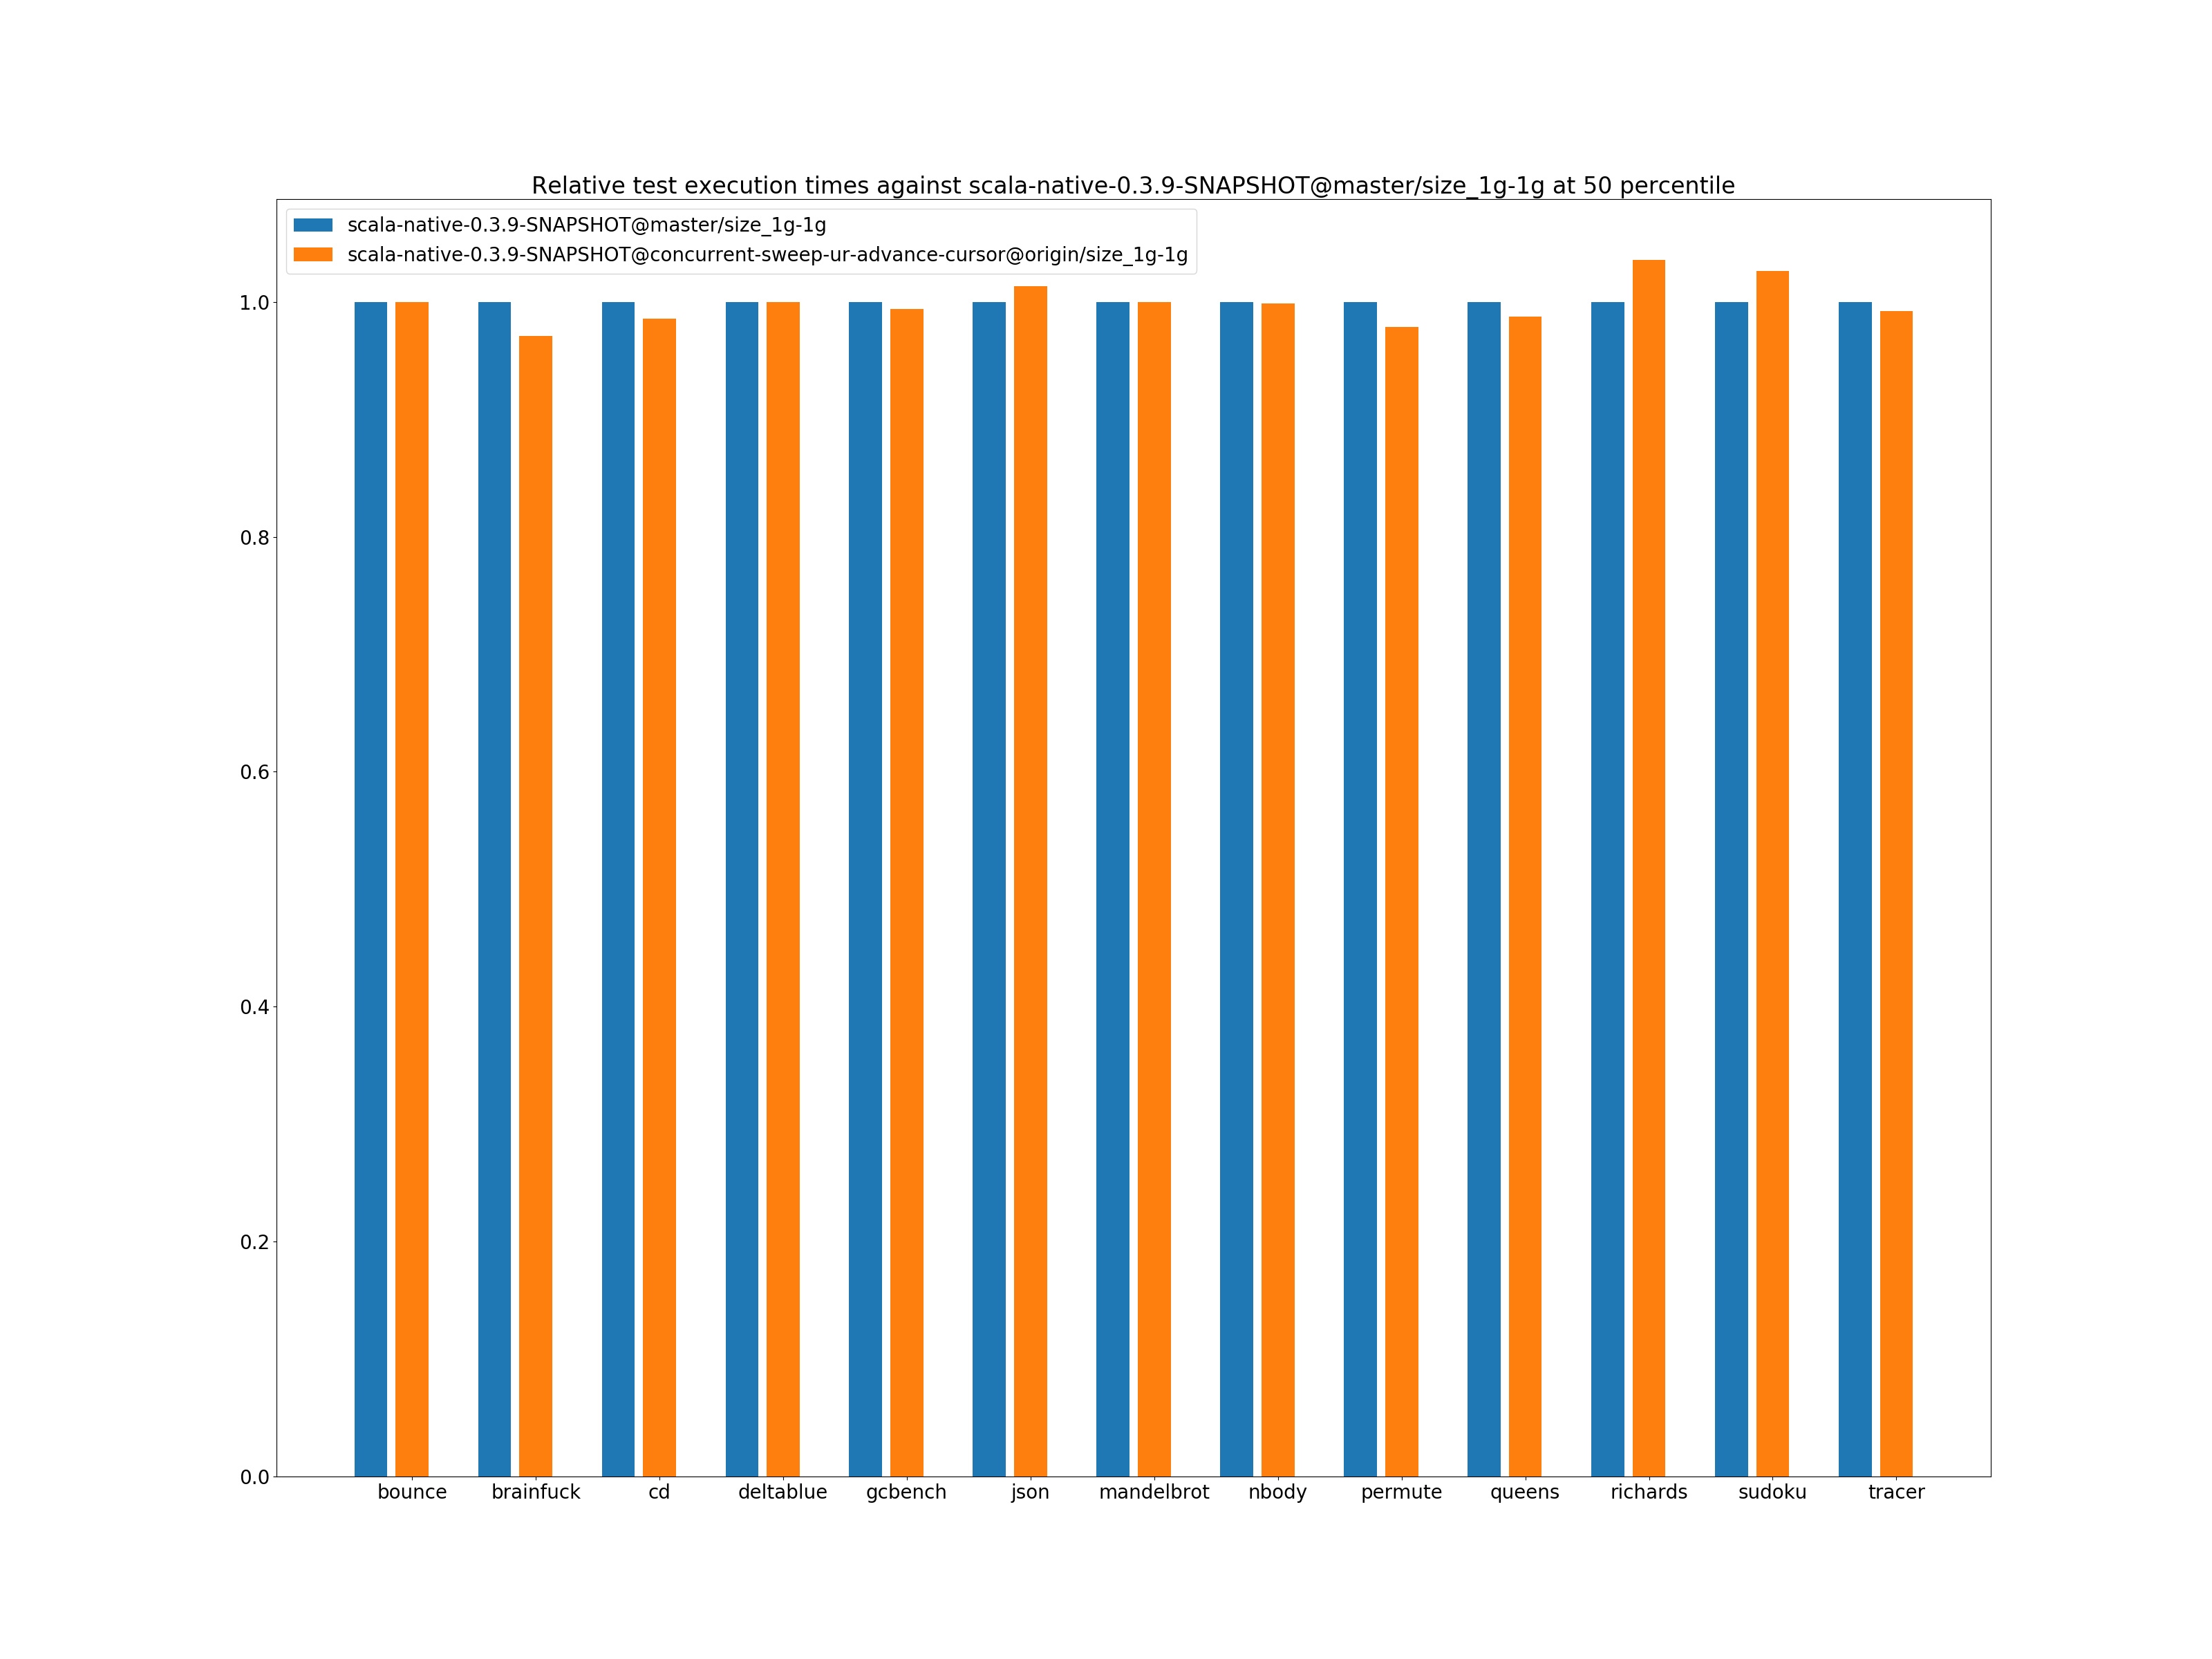 Relative test execution times against scala-native-0.3.9-SNAPSHOT@master/size_1g-1g at 50 percentile
scala-native-0.3.9-SNAPSHOT@master/size_1g-1g
scala-native-0.3.9-SNAPSHOT@concurrent-sweep-ur-advance-cursor@origin/size_1g-1g
1.0
0.8
0.6
0.4
0.2
0.0
bounce brainfuck cd deltablue gcbench json mandelbrot nbody permute queens richards sudoku tracer